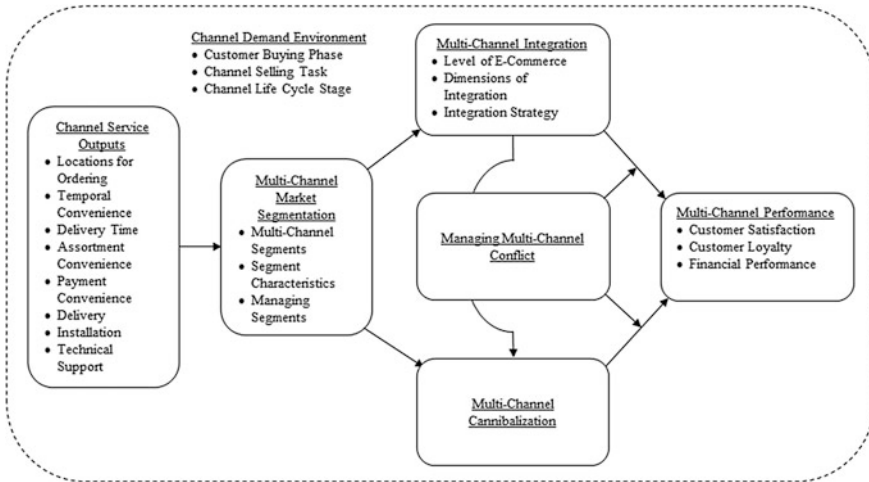 Channel Demand Environment
• Customer Buying Phase
• Channel Selling Task
• Channel Life Cycle Stage
Channel Service
Outputs
• Locations for
Ordering
• Temporal
Convenience
• Delivery Time
• Assortment
Convenience
• Payment
Convenience
• Delivery
• Installation
• Technical
Support
Multi-Channel
Market
Segmentation
• Multi-Channel
Segments
• Segment
Characteristics
• Managing
Segments
Multi-Channel Integration
• Level of E-Commerce
• Dimensions of
Integration
• Integration Strategy
Managing Multi-Channel
Conflict
Multi-Channel
Cannibalization
Multi-Channel Performance
• Customer Satisfaction
• Customer Loyalty
• Financial Performance